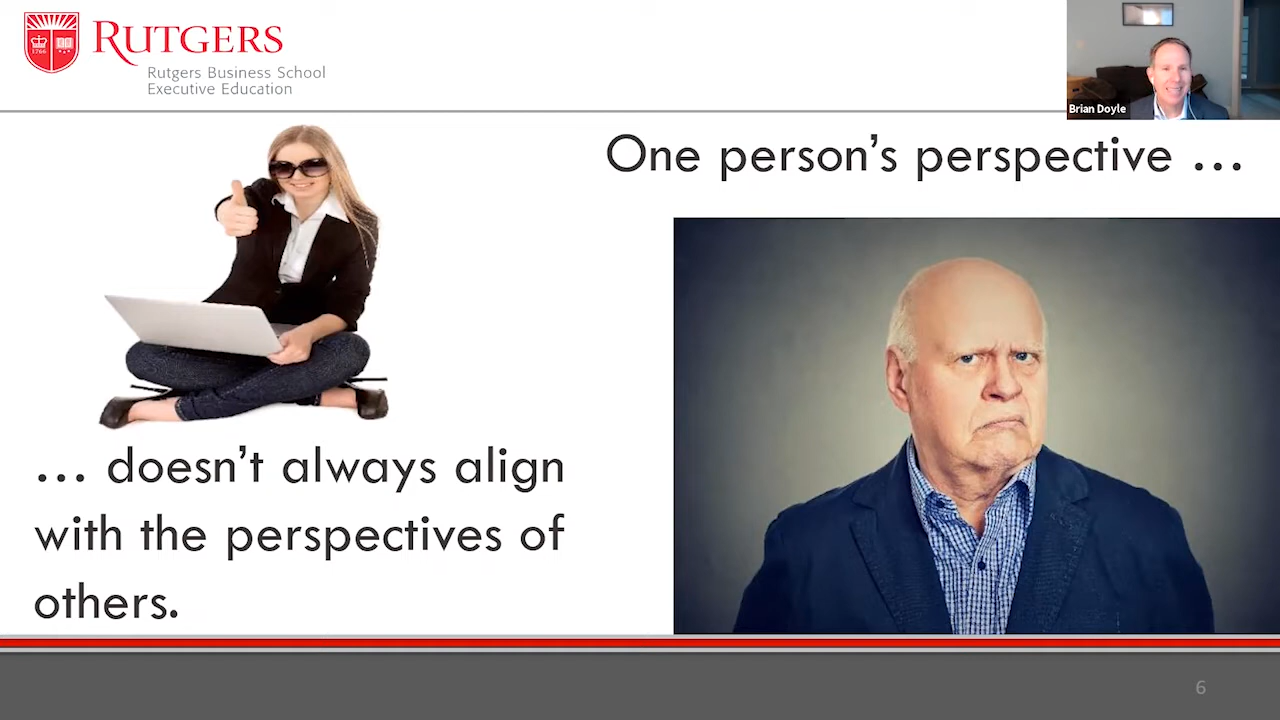 1766
RUTGERS
Rutgers Business School
Executive Education
Brian Doyle
One person’s perspective …
… doesn’t always align
with the perspectives of
others.
6